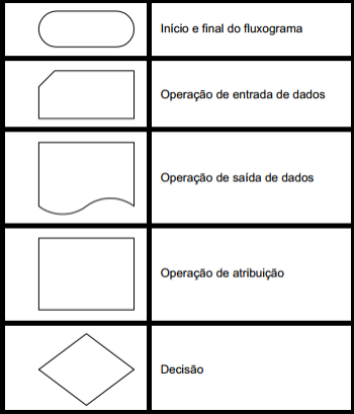 Início e final do fluxograma
Operação de entrada de dados
Operação de saída de dados
Operação de atribuição
Decisão